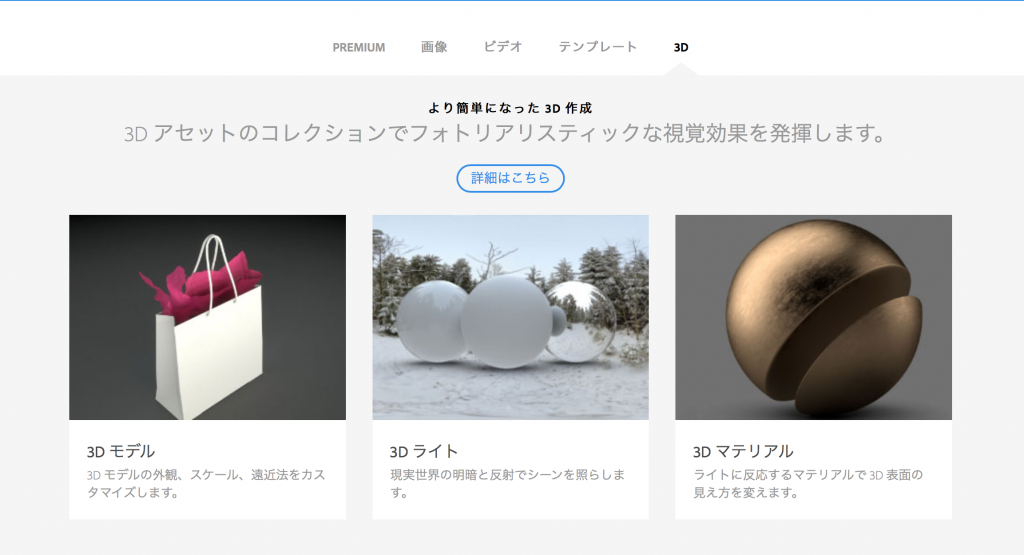 PREMIUM 画像 ビデオ テンプレート 3D
より簡単になった 3D 作成
3D アセットのコレクションでフォトリアリスティックな視覚効果を発揮します。
詳細はこちら
3D モデル
3D モデルの外観、スケール、遠近法をカス
タマイズします。
3D ライト
現実世界の明暗と反射でシーンを照らしま
す。
3D マテリアル
ライトに反応するマテリアルで 3D 表面の
見え方を変えます。